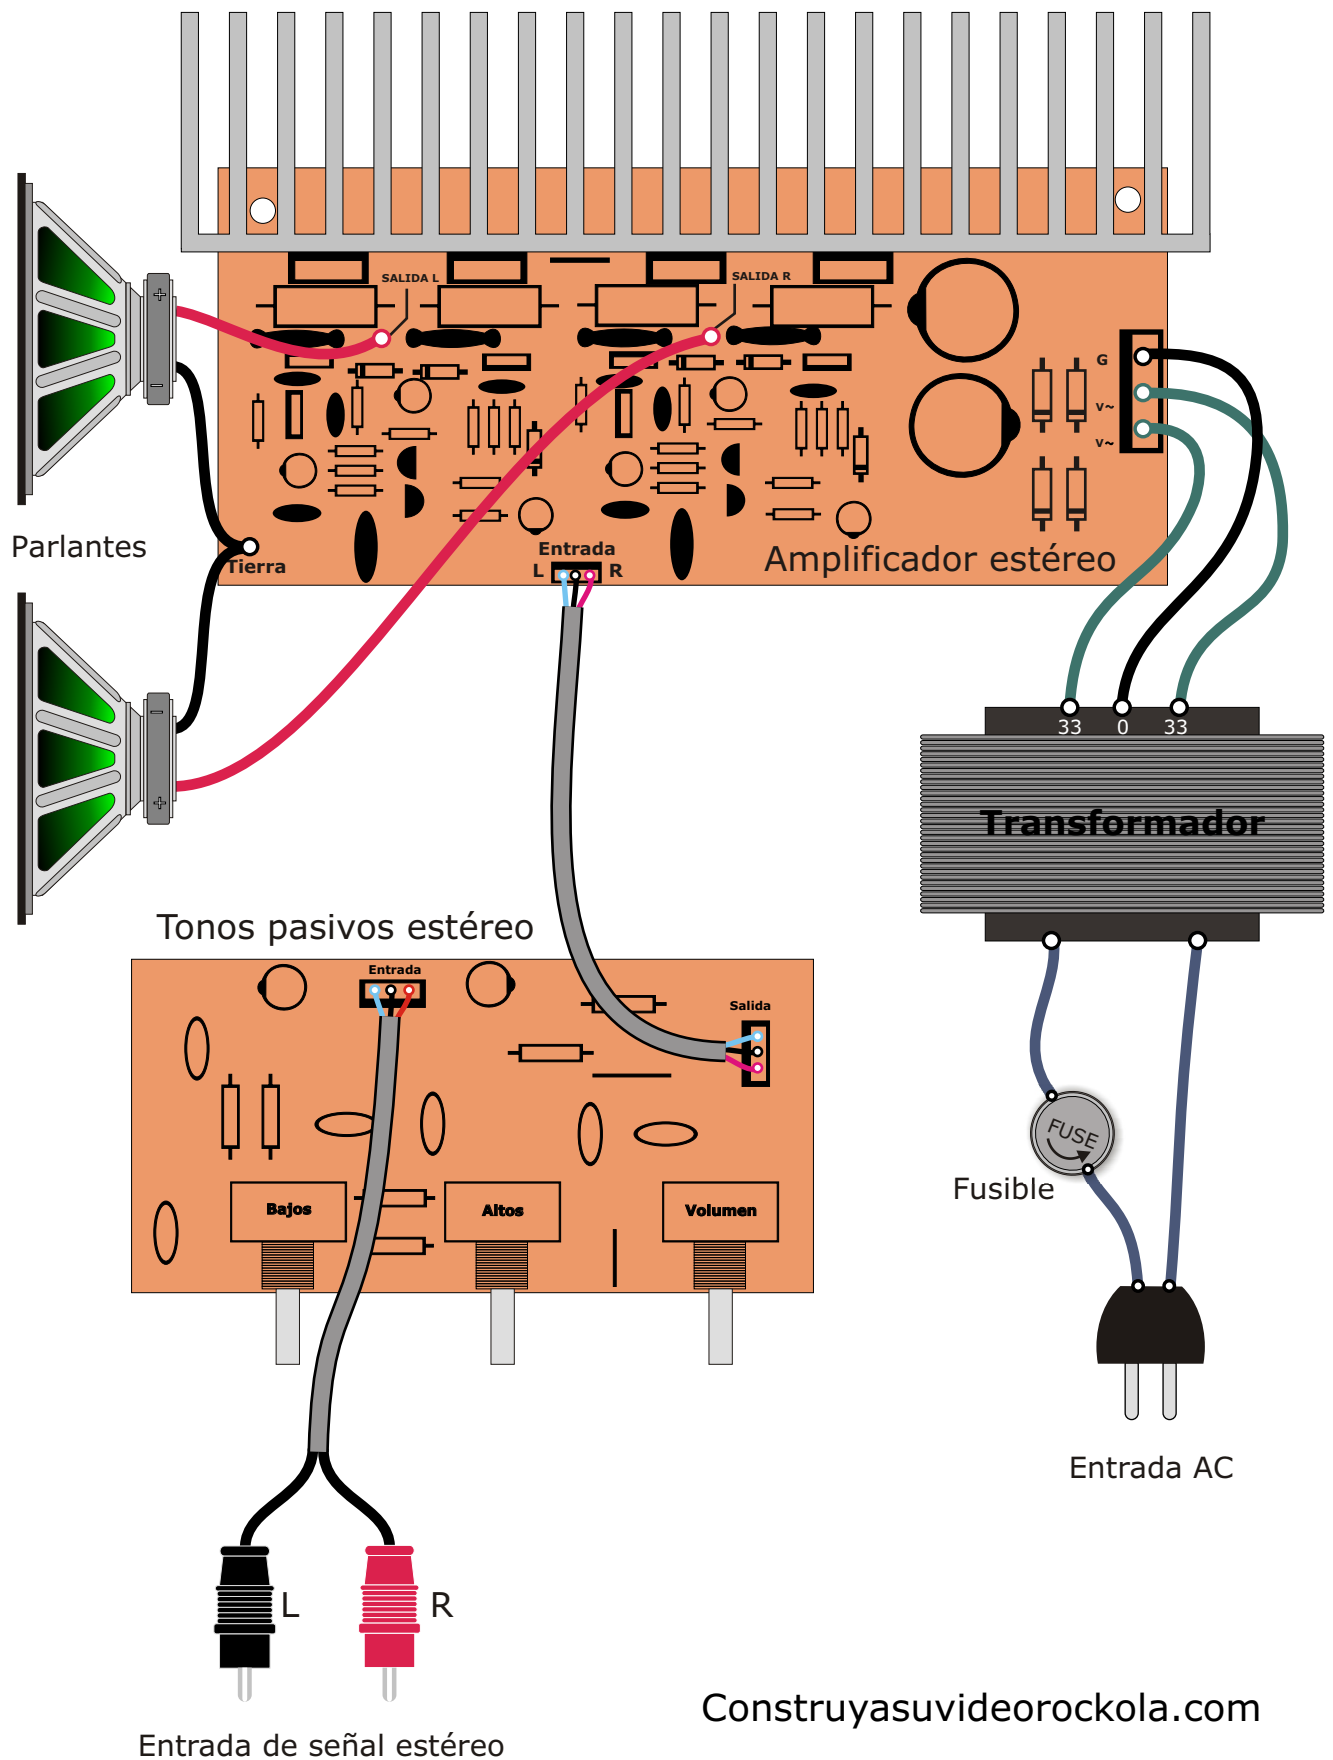 SALIDA L
SALIDA R
+
−
G
V~
V~
Parlantes
Tierra
Entrada
L
R
Amplificador estéreo
−
+
33
0
33
Transformador
Tonos pasivos estéreo
Entrada
Salida
FUSE
Fusible
Bajos
Altos
Volumen
Entrada AC
L
R
Construyasuvideorockola.com
Entrada de señal estéreo